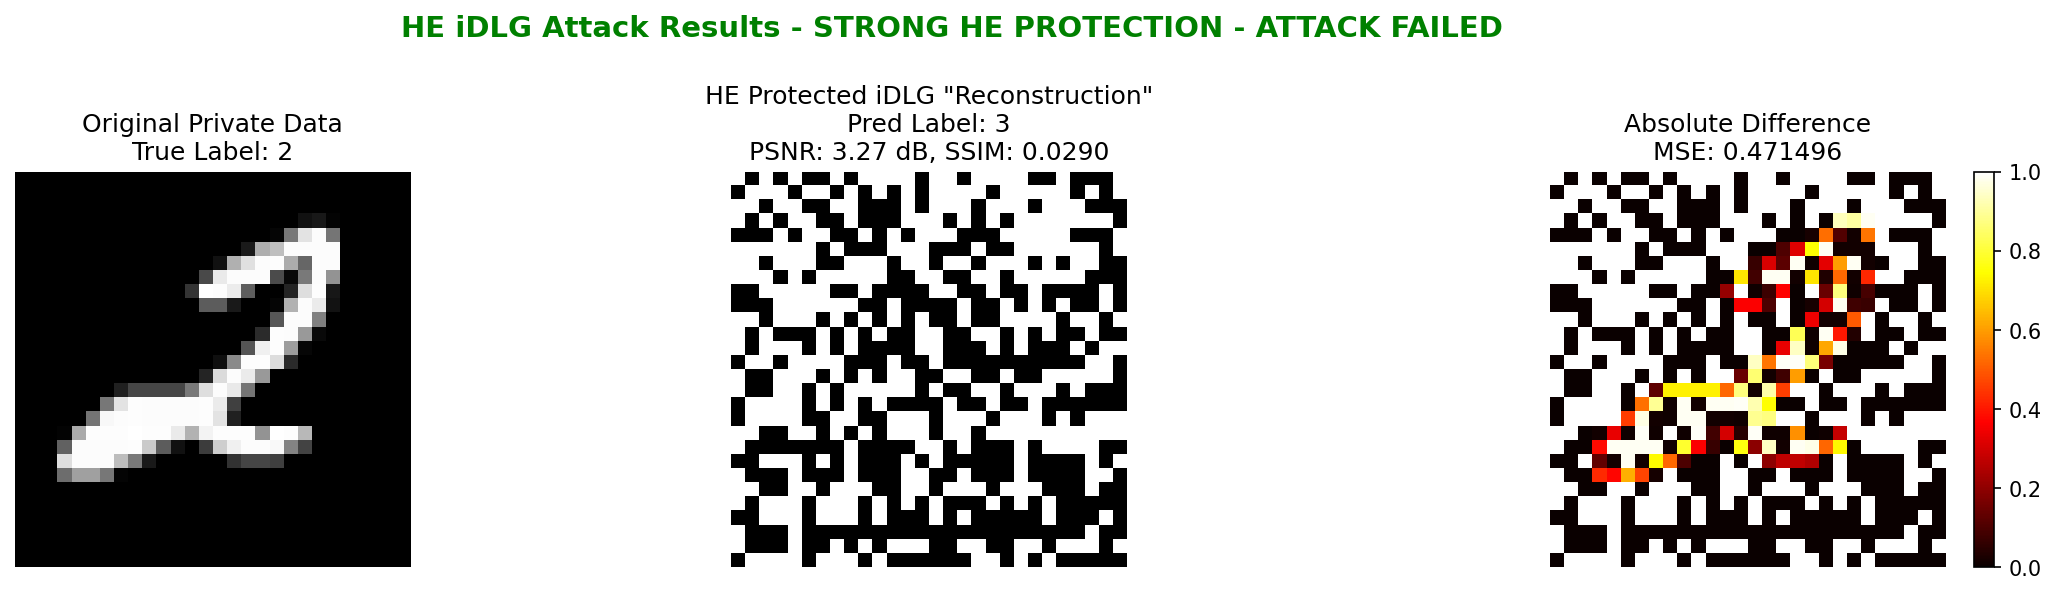 HE iDLG Attack Results - STRONG HE PROTECTION - ATTACK FAILED
Original Private Data
True Label: 2
HE Protected iDLG "Reconstruction"
Pred Label: 3
PSNR: 3.27 dB, SSIM: 0.0290
Absolute Difference
MSE: 0.471496
1.0
0.8
0.6
0.4
0.2
0.0